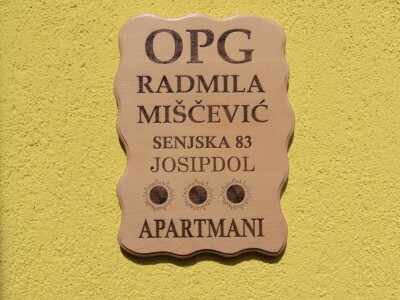 OPG
RADMILA
MIŠČEVIĆ
SENJSKA 83
JOSIPDOL
APARTMANI